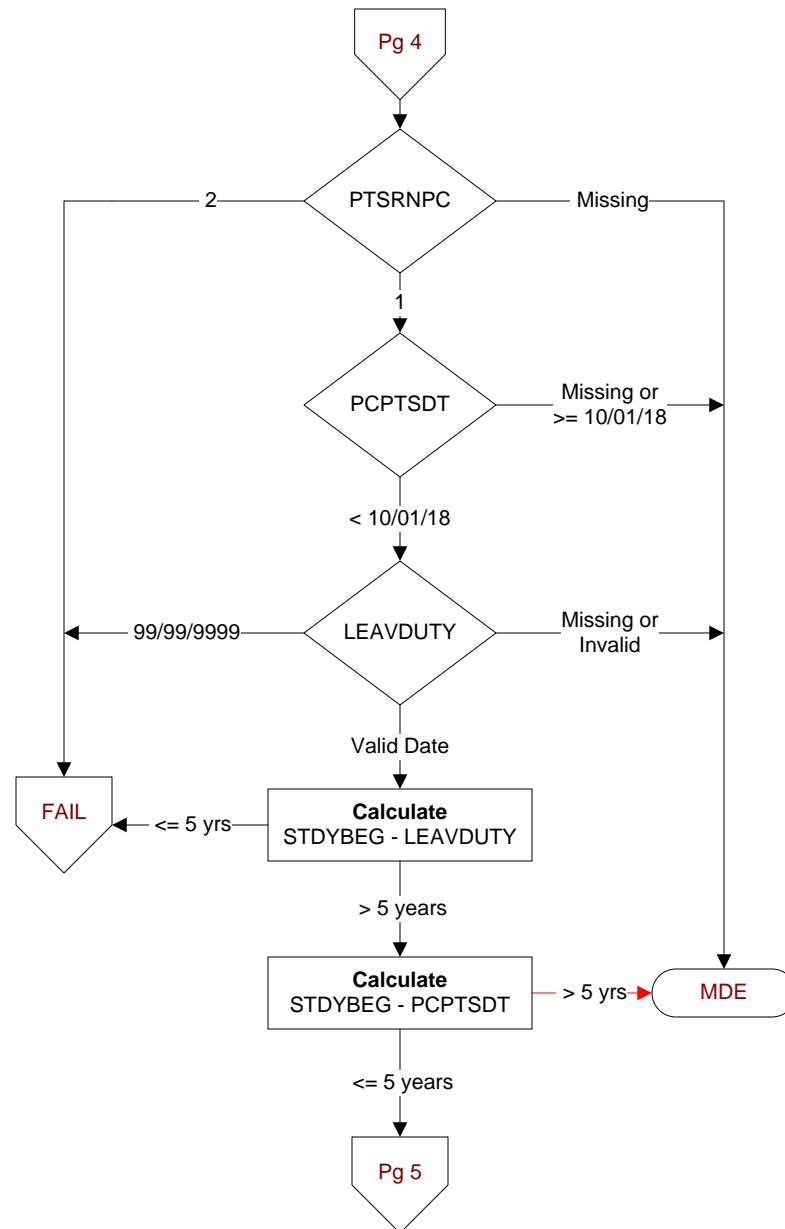 Pg 4
PTSRNPC
2
Missing
1
PCPTSDT
Missing or
>= 10/01/18
< 10/01/18
LEAVDUTY
99/99/9999
Missing or
Invalid
Valid Date
FAIL
<= 5 yrs
Calculate
STDYBEG - LEAVDUTY
> 5 years
Calculate
STDYBEG - PCPTSDT
> 5 yrs
MDE
<= 5 years
Pg 5